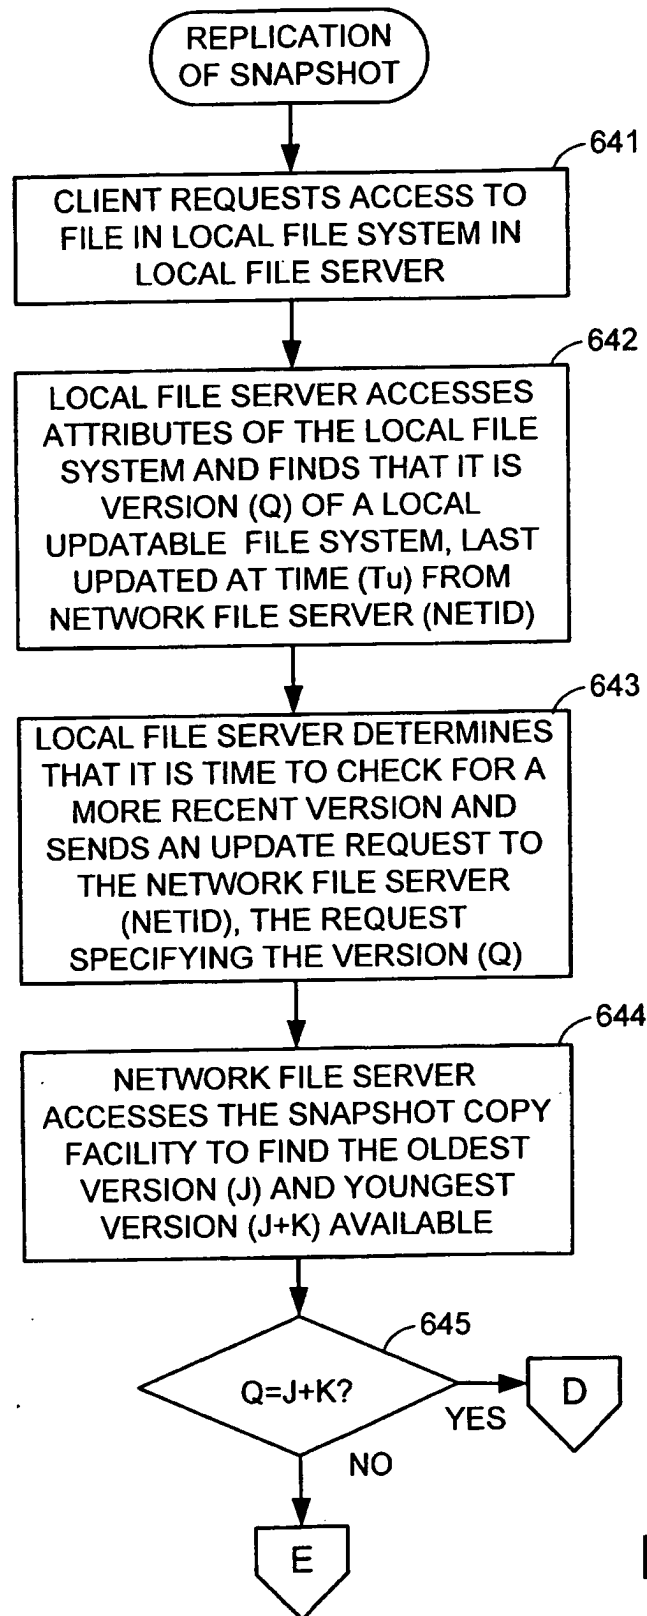 REPLICATION
OF SNAPSHOT
641
CLIENT REQUESTS ACCESS TO
FILE IN LOCAL FILE SYSTEM IN
LOCAL FILE SERVER
642
LOCAL FILE SERVER ACCESSES
ATTRIBUTES OF THE LOCAL FILE
SYSTEM AND FINDS THAT IT IS
VERSION (Q) OF A LOCAL
UPDATABLE FILE SYSTEM, LAST
UPDATED AT TIME (Tu) FROM
NETWORK FILE SERVER (NETID)
643
LOCAL FILE SERVER DETERMINES
THAT IT IS TIME TO CHECK FOR A
MORE RECENT VERSION AND
SENDS AN UPDATE REQUEST TO
THE NETWORK FILE SERVER
(NETID), THE REQUEST
SPECIFYING THE VERSION (Q)
644
NETWORK FILE SERVER
ACCESSES THE SNAPSHOT COPY
FACILITY TO FIND THE OLDEST
VERSION (J) AND YOUNGEST
VERSION (J+K) AVAILABLE
645
Q=J+K?
YES
D
NO
E